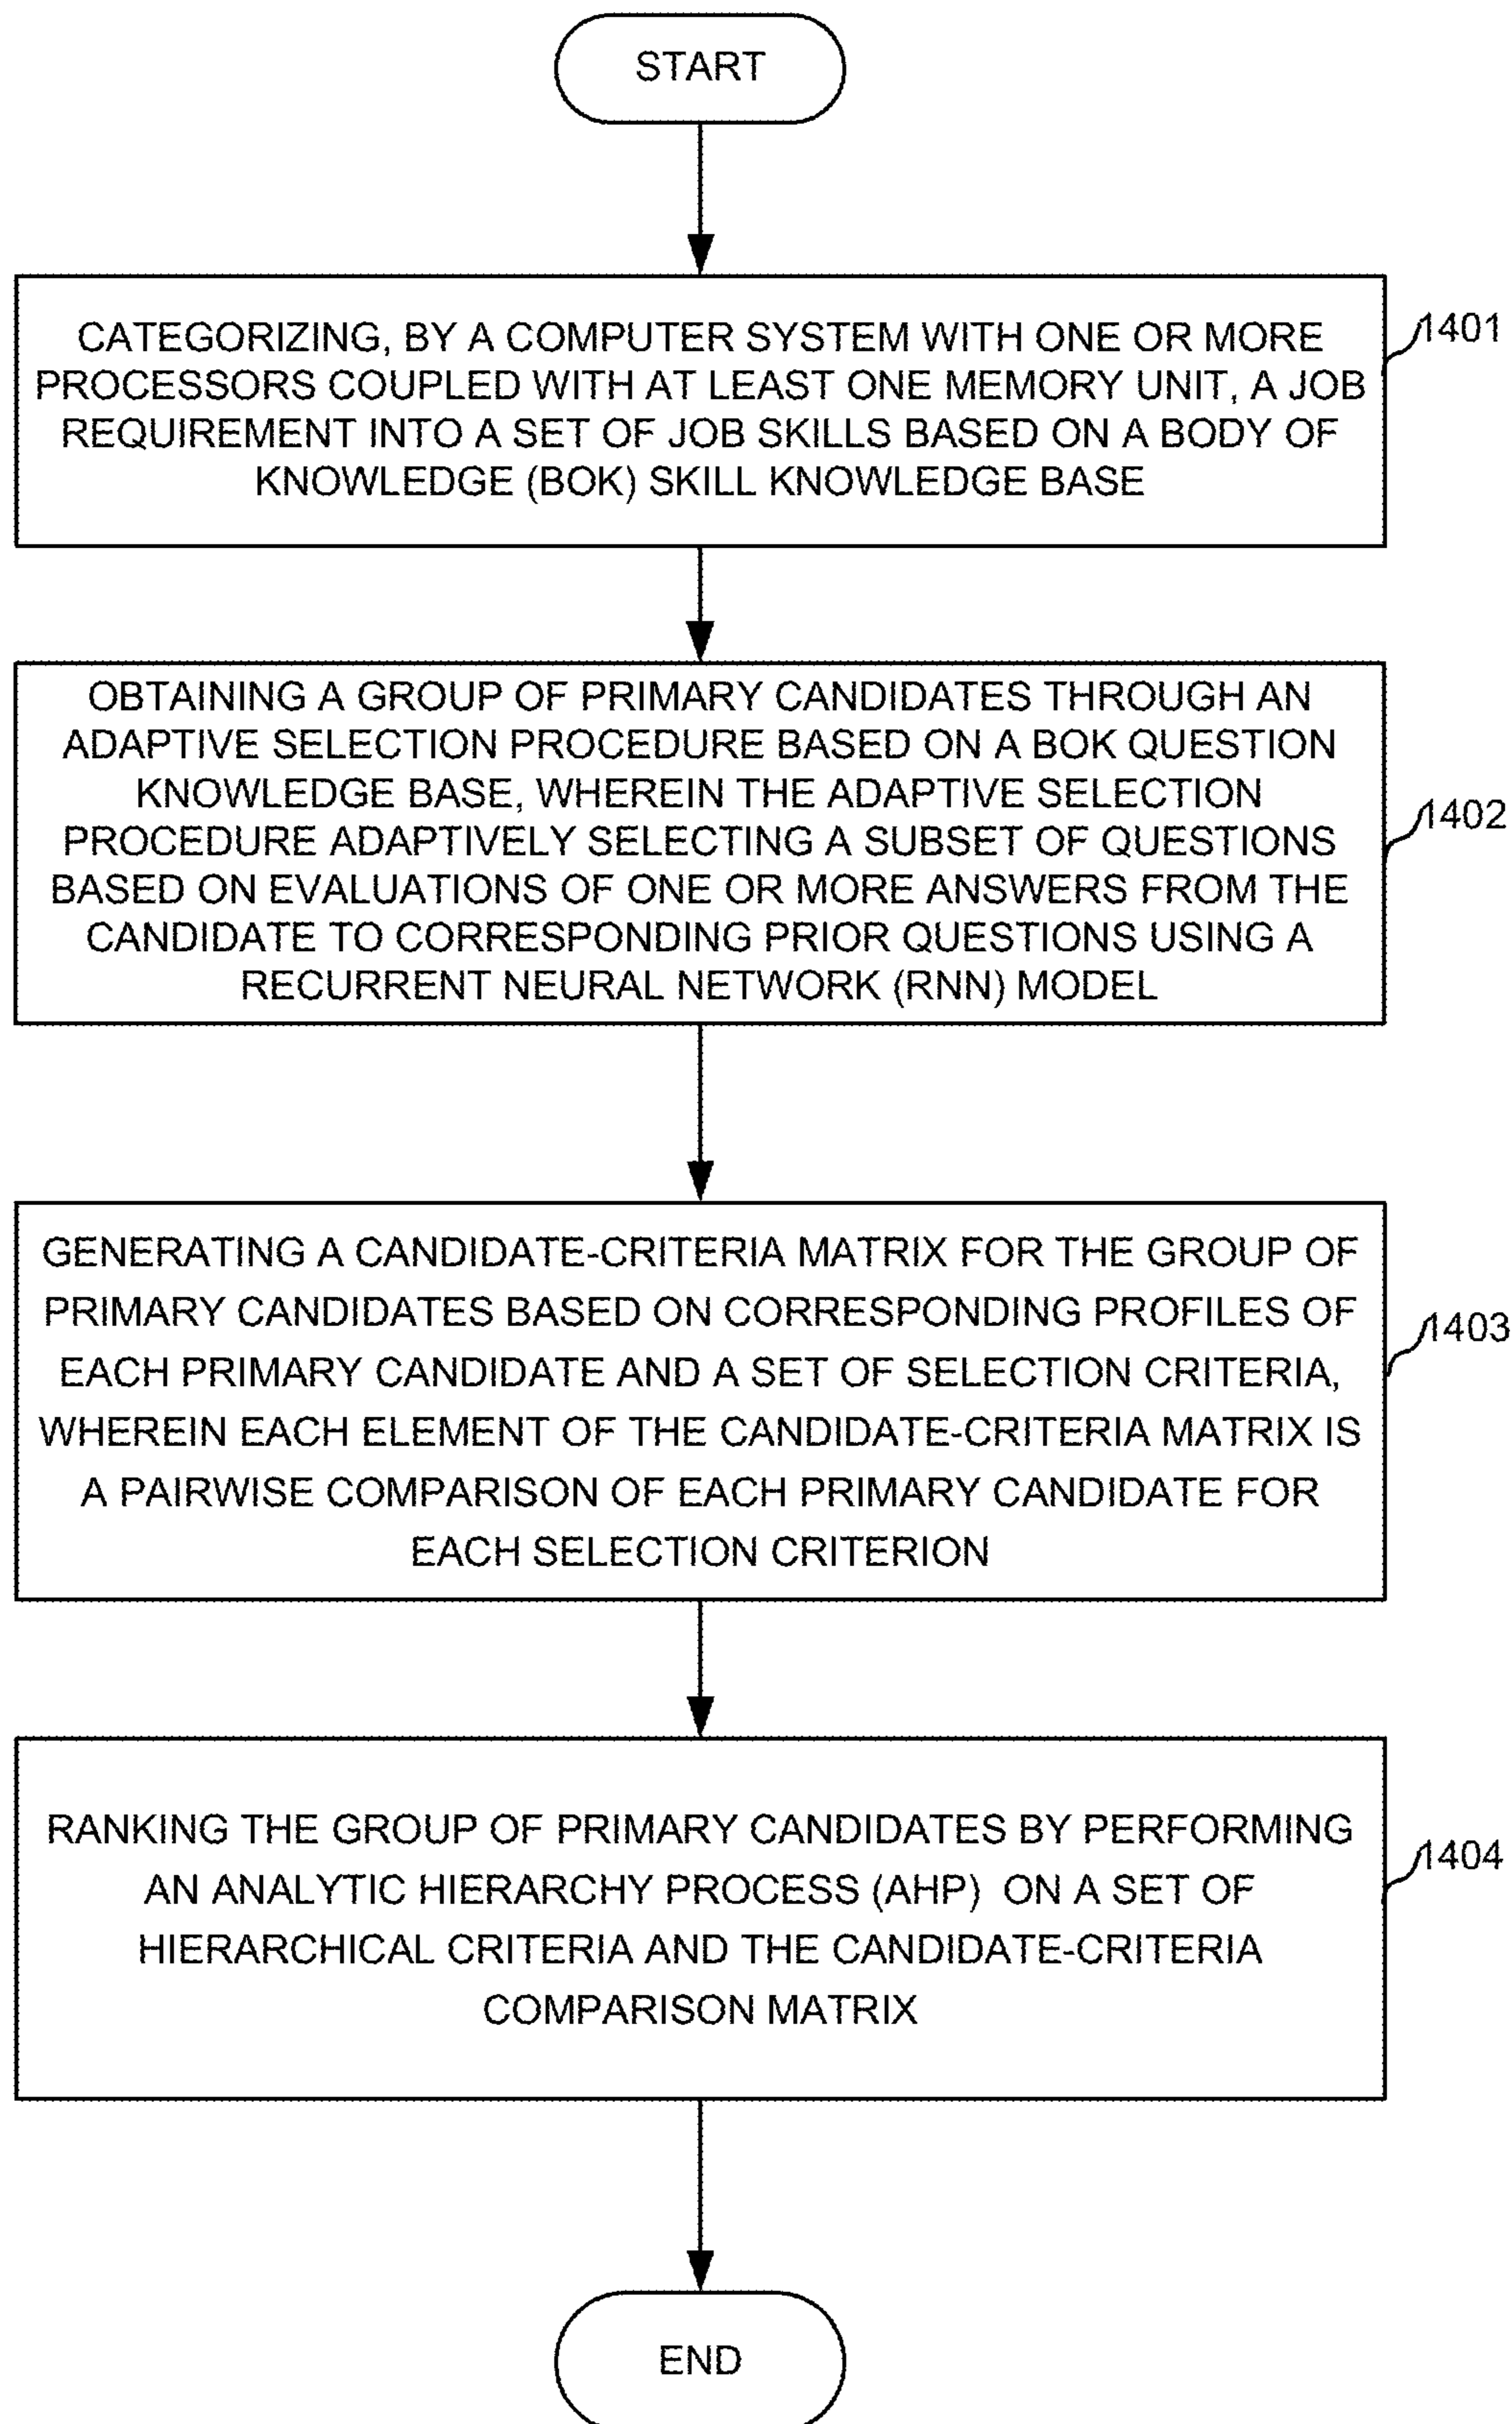 START
CATEGORIZING, BY A COMPUTER SYSTEM WITH ONE OR MORE
PROCESSORS COUPLED WITH AT LEAST ONE MEMORY UNIT, A JOB
REQUIREMENT INTO A SET OF JOB SKILLS BASED ON A BODY OF
KNOWLEDGE (BOK) SKILL KNOWLEDGE BASE
1401
OBTAINING A GROUP OF PRIMARY CANDIDATES THROUGH AN
ADAPTIVE SELECTION PROCEDURE BASED ON A BOK QUESTION
KNOWLEDGE BASE, WHEREIN THE ADAPTIVE SELECTION
PROCEDURE ADAPTIVELY SELECTING A SUBSET OF QUESTIONS
BASED ON EVALUATIONS OF ONE OR MORE ANSWERS FROM THE
CANDIDATE TO CORRESPONDING PRIOR QUESTIONS USING A
RECURRENT NEURAL NETWORK (RNN) MODEL
1402
GENERATING A CANDIDATE-CRITERIA MATRIX FOR THE GROUP OF
PRIMARY CANDIDATES BASED ON CORRESPONDING PROFILES OF
EACH PRIMARY CANDIDATE AND A SET OF SELECTION CRITERIA,
WHEREIN EACH ELEMENT OF THE CANDIDATE-CRITERIA MATRIX IS
A PAIRWISE COMPARISON OF EACH PRIMARY CANDIDATE FOR
EACH SELECTION CRITERION
1403
RANKING THE GROUP OF PRIMARY CANDIDATES BY PERFORMING
AN ANALYTIC HIERARCHY PROCESS (AHP) ON A SET OF
HIERARCHICAL CRITERIA AND THE CANDIDATE-CRITERIA
COMPARISON MATRIX
1404
END